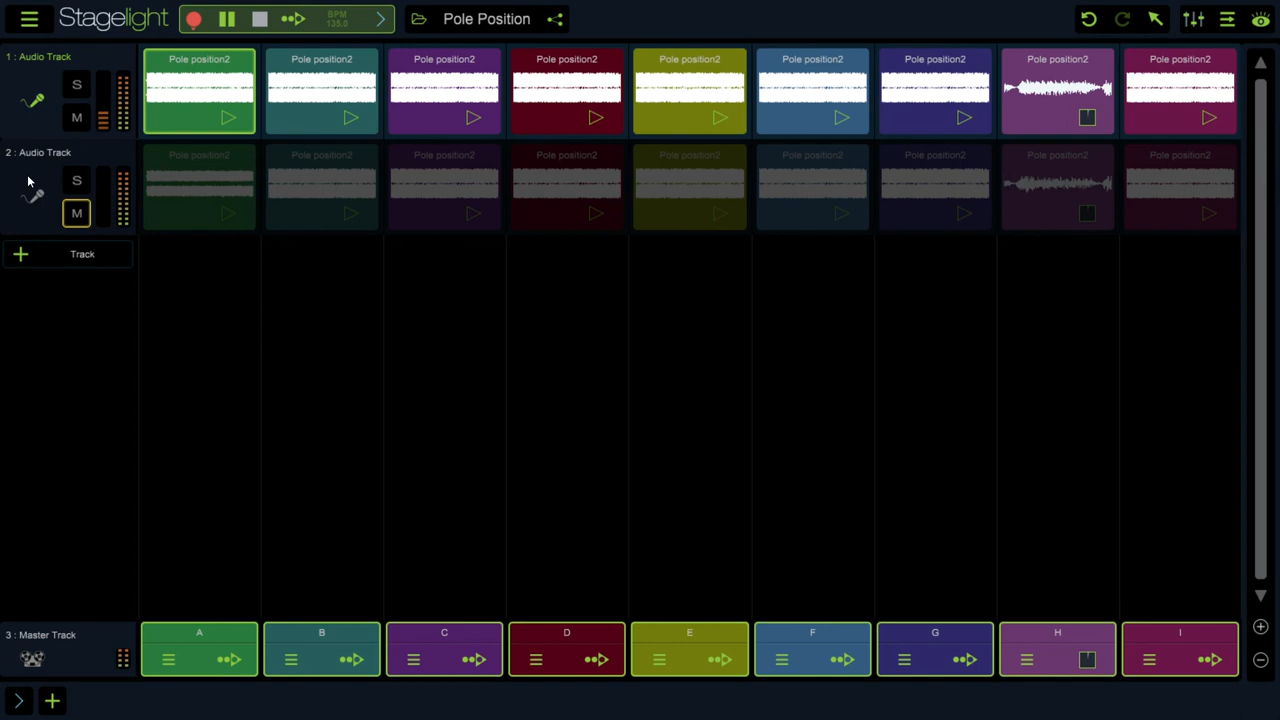 Stagelight
BPM
135.0
Pole Position
1 : Audio Track
S
M
Pole position2
Pole position2
Pole position2
Pole position2
Pole position2
Pole position2
Pole position2
Pole position2
Pole position2
2 : Audio Track
S
M
Pole position2
Pole position2
Pole position2
Pole position2
Pole position2
Pole position2
Pole position2
Pole position2
Pole position2
Track
3 : Master Track
A
B
C
D
E
F
G
H
I